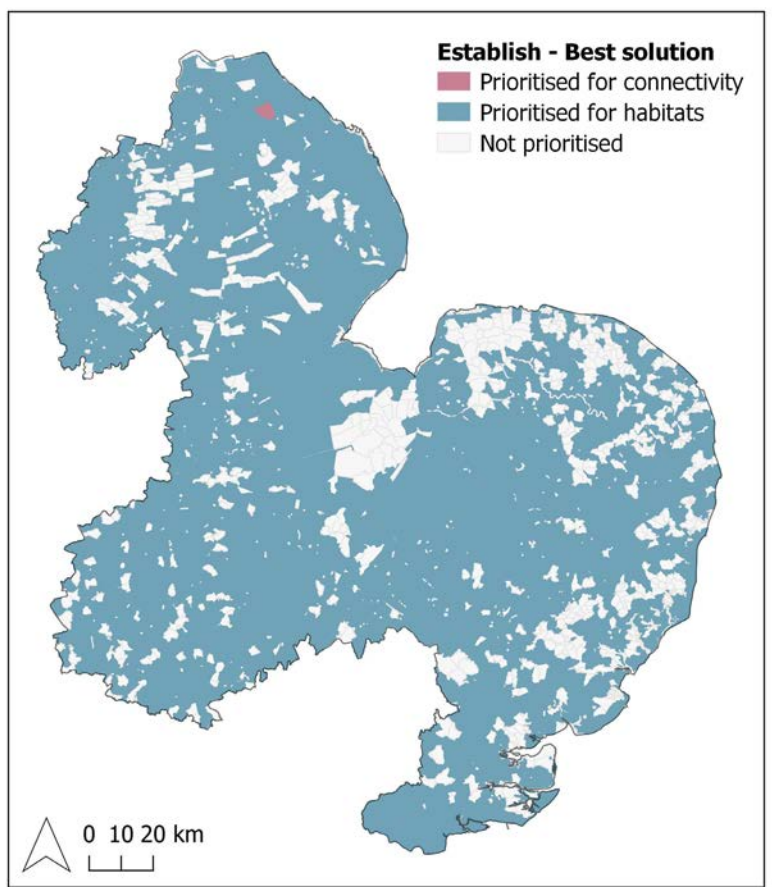 Establish - Best solution
Prioritised for connectivity
Prioritised for habitats
Not prioritised
0 10 20 km